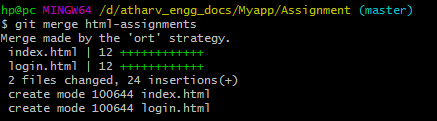 hp@pc MINGW64 /d/atharv_engg_docs/Myapp/Assignment (master)
$ git merge html-assignments
Merge made by the 'ort' strategy.
 index.html | 12 ++++++++++++
 login.html | 12 ++++++++++++
 2 files changed, 24 insertions(+)
 create mode 100644 index.html
 create mode 100644 login.html